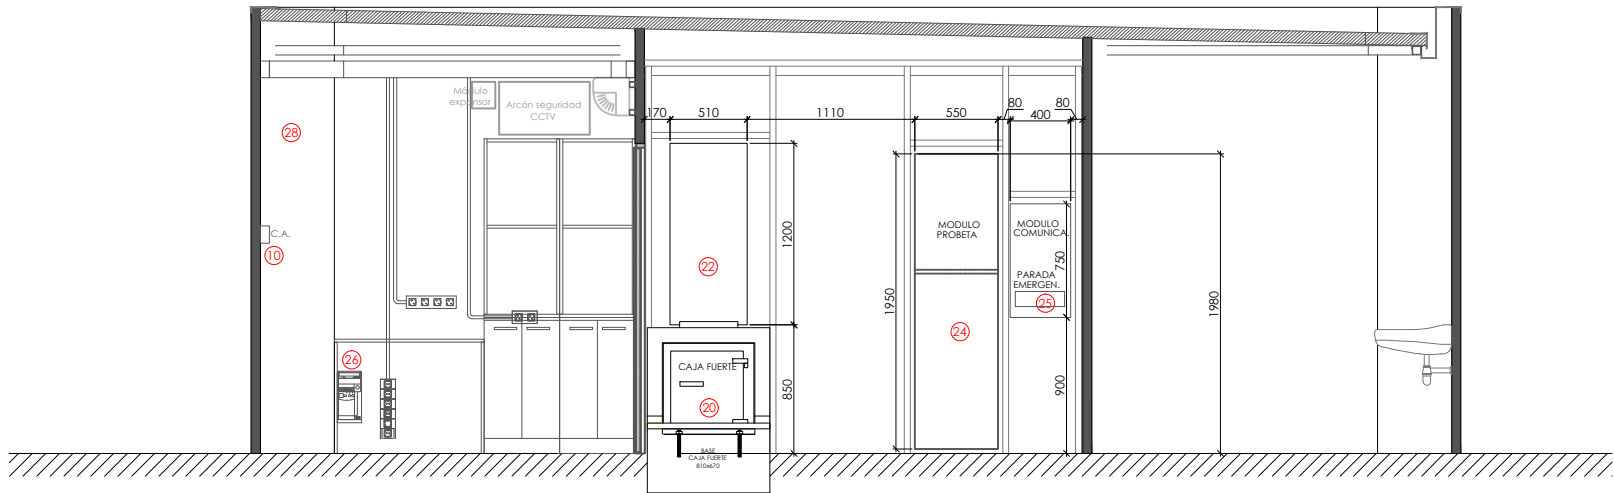 Módulo
expansor
Arcón seguridad
CCTV
28
170
510
1110
550
80
400
80
C.A.
10
MODULO
PROBETA
MODULO
COMUNICA.
1200
22
750
PARADA
EMERGEN.
25
1950
1980
24
26
CAJA FUERTE
20
850
900
BASE
CAJA FUERTE
810x670